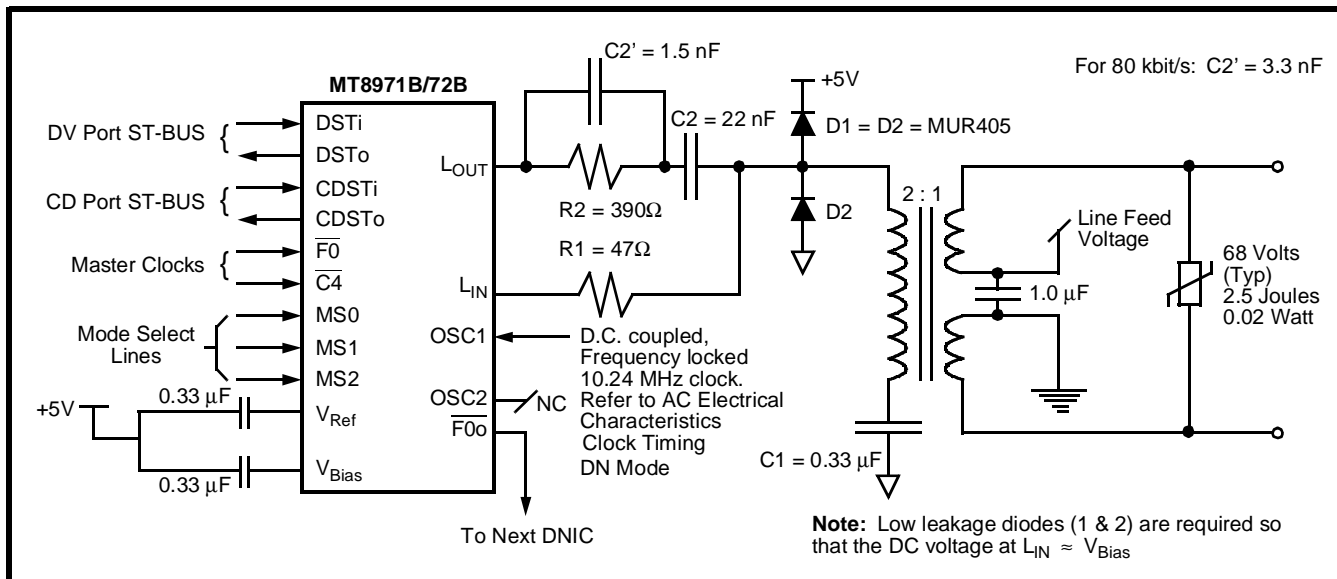 C2' = 1.5 nF
For 80 kbit/s: C2' = 3.3 nF
MT8971B/72B
+5V
DV Port ST-BUS {
DSTi
DSTo
C2 = 22 nF
D1 = D2 = MUR405
LOUT
CD Port ST-BUS {
CDSTi
CDSTo
R2 = 390Ω
D2
2 : 1
Line Feed
Voltage
Master Clocks {
F0
C4
R1 = 47Ω
LIN
1.0 μF
68 Volts
(Typ)
2.5 Joules
0.02 Watt
Mode Select
Lines
MS0
MS1
MS2
OSC1
D.C. coupled,
Frequency locked
10.24 MHz clock.
Refer to AC Electrical
Characteristics
Clock Timing
DN Mode
OSC2
NC
F0o
+5V
0.33 μF
VRef
0.33 μF
VBias
C1 = 0.33 μF
To Next DNIC
Note: Low leakage diodes (1 & 2) are required so
that the DC voltage at LIN ≈ VBias